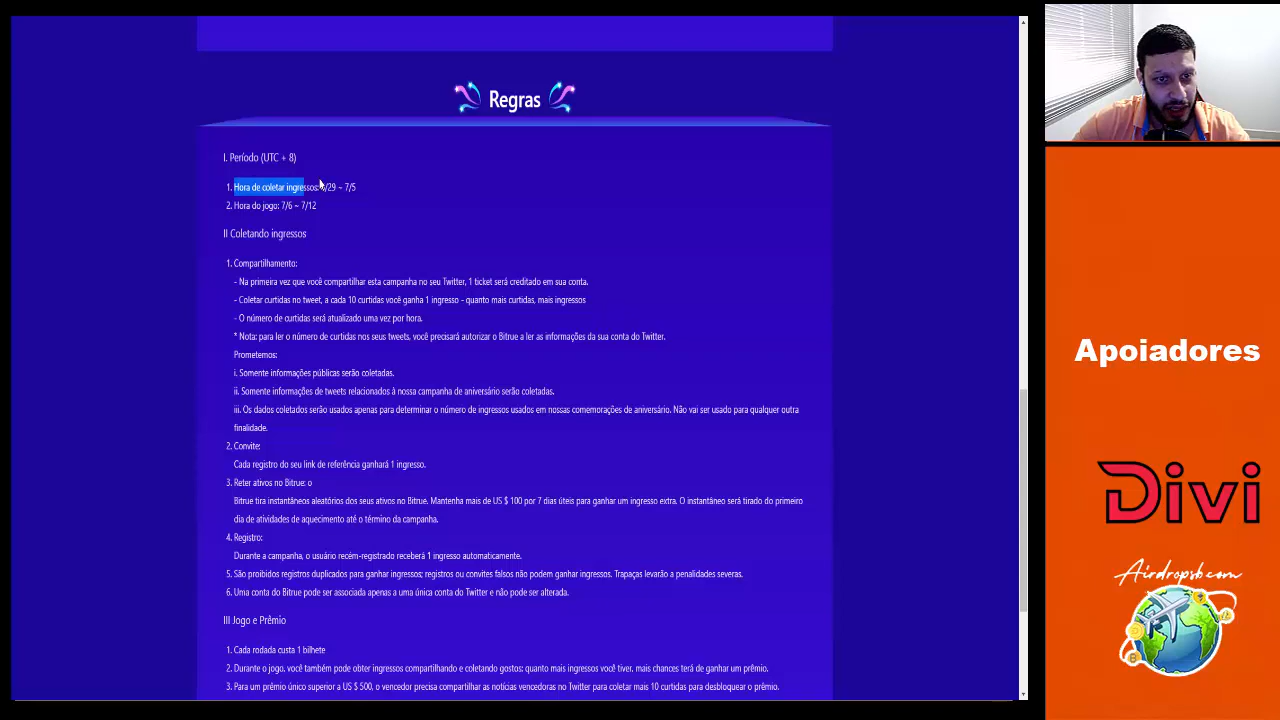 Regras
I. Período (UTC + 8)
1. Hora de coletar ingressos: /29 ~ 7/5
2. Hora do jogo: 7/6 ~ 7/12
II Coletando ingressos
1. Compartilhamento:
- Na primeira vez que você compartilhar esta campanha no seu Twitter, 1 ticket será creditado em sua conta.
- Coletar curtidas no tweet, a cada 10 curtidas você ganha 1 ingresso - quanto mais curtidas, mais ingressos
- O número de curtidas será atualizado uma vez por hora.
* Nota: para ler o número de curtidas nos seus tweets, você precisará autorizar o Bitrue a ler as informações da sua conta do Twitter.
Prometemos:
i. Somente informações públicas serão coletadas.
ii. Somente informações de tweets relacionados à nossa campanha de aniversário serão coletadas.
iii. Os dados coletados serão usados apenas para determinar o número de ingressos usados em nossas comemorações de aniversário. Não vai ser usado para qualquer outra
finalidade.
2. Convite:
Cada registro do seu link de referência ganhará 1 ingresso.
3. Reter ativos no Bitrue: o
Bitrue tira instantâneos aleatórios dos seus ativos no Bitrue. Mantenha mais de US $ 100 por 7 dias úteis para ganhar um ingresso extra. O instantâneo será tirado do primeiro
dia de atividades de aquecimento até o término da campanha.
4. Registro:
Durante a campanha, o usuário recém-registrado receberá 1 ingresso automaticamente.
5. São proibidos registros duplicados para ganhar ingressos; registros ou convites falsos não podem ganhar ingressos. Trapaças levarão a penalidades severas.
6. Uma conta do Bitrue pode ser associada apenas a uma única conta do Twitter e não pode ser alterada.
III Jogo e Prêmio
1. Cada rodada custa 1 bilhete
2. Durante o jogo, você também pode obter ingressos compartilhando e coletando gostos: quanto mais ingressos você tiver, mais chances terá de ganhar um prêmio.
3. Para um prêmio único superior a US $ 500, o vencedor precisa compartilhar as notícias vencedoras no Twitter para coletar mais 10 curtidas para desbloquear o prêmio.
Apoiadores
Divi
Airdropsb.com